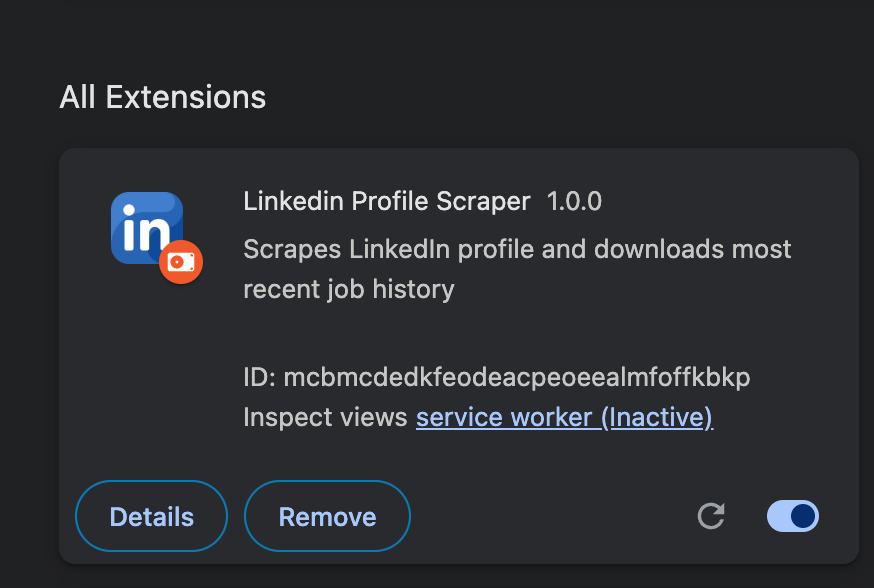 All Extensions
in
Linkedin Profile Scraper 1.0.0
Scrapes LinkedIn profile and downloads most
recent job history
ID: mcbmcdedkfeodeacpeoeealmfoffkbkp
Inspect views service worker (Inactive)
Details Remove